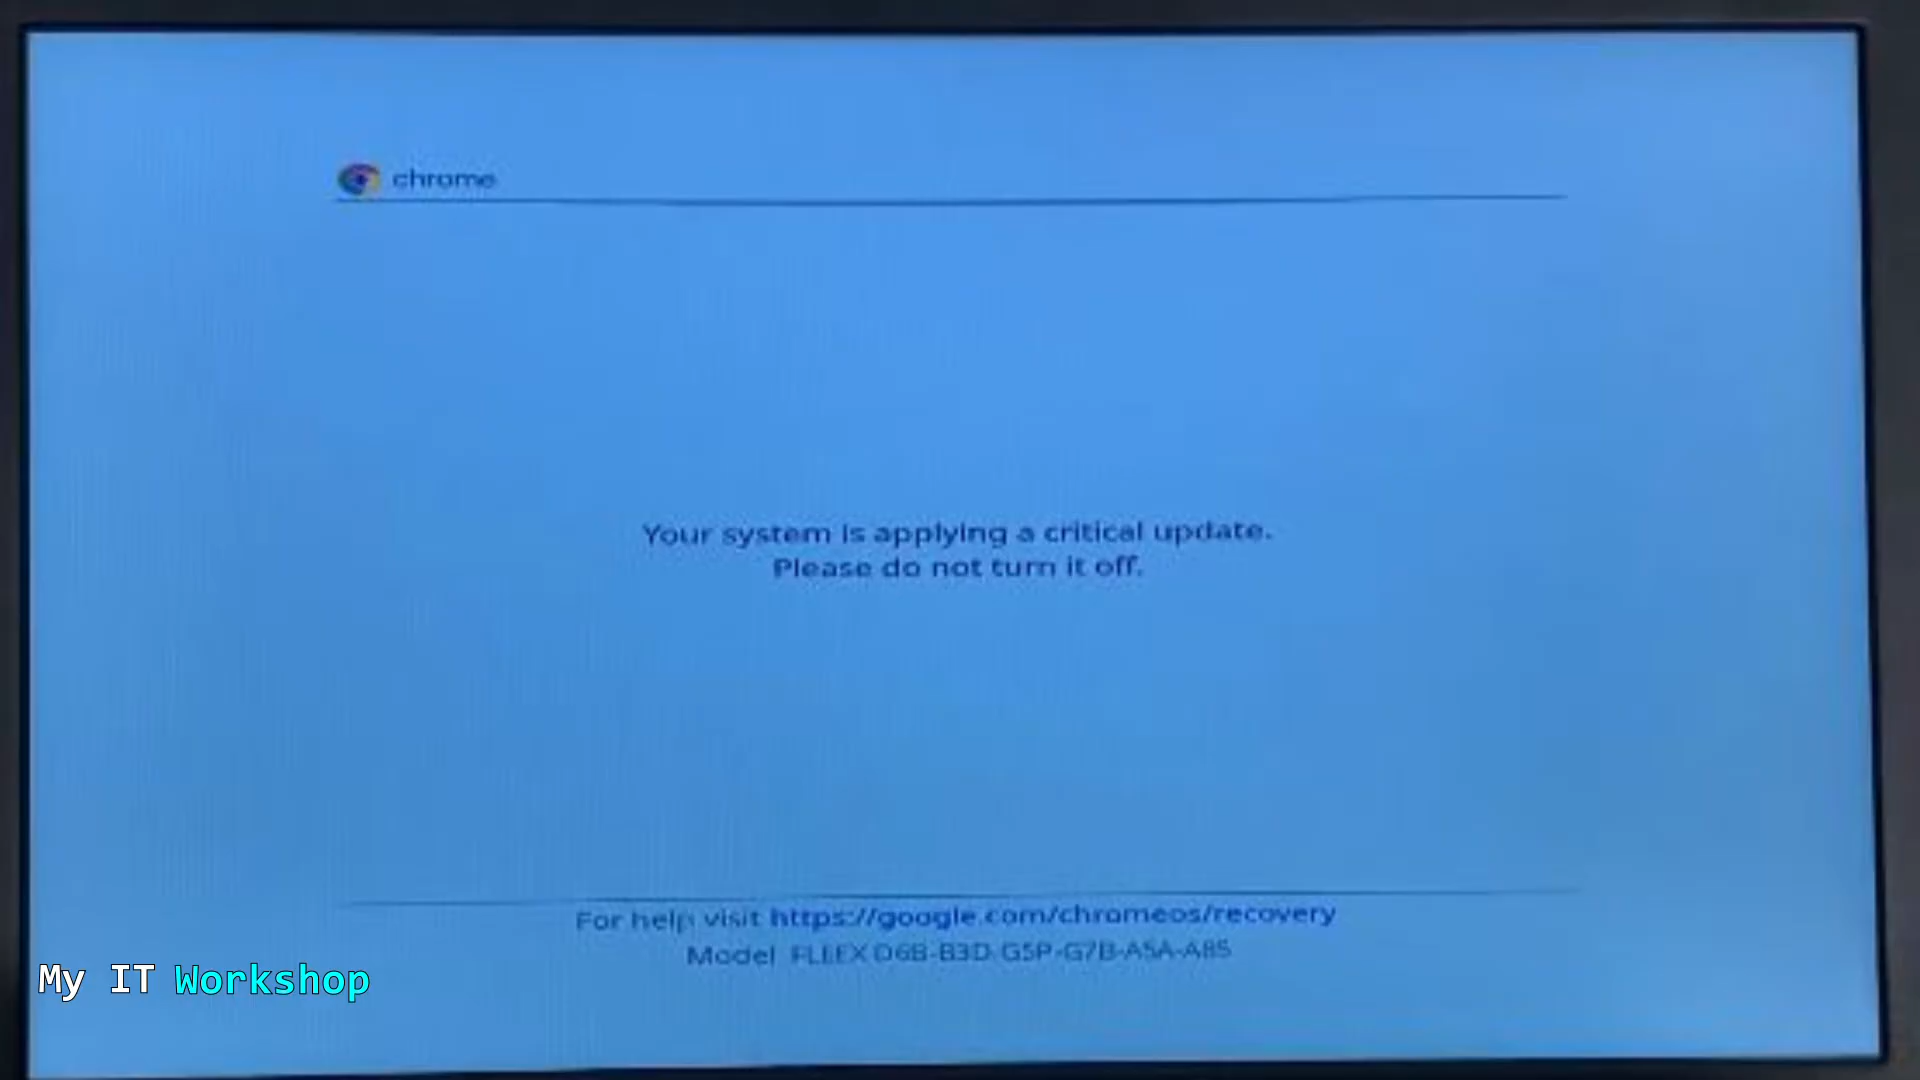 chrome
Your system is applying a critical update.
Please do not turn it off.
For help visit https://google.com/chromeos/recovery
Model FLEEX D6B-B3D-G5P-G7B-A5A-A85
My IT Workshop